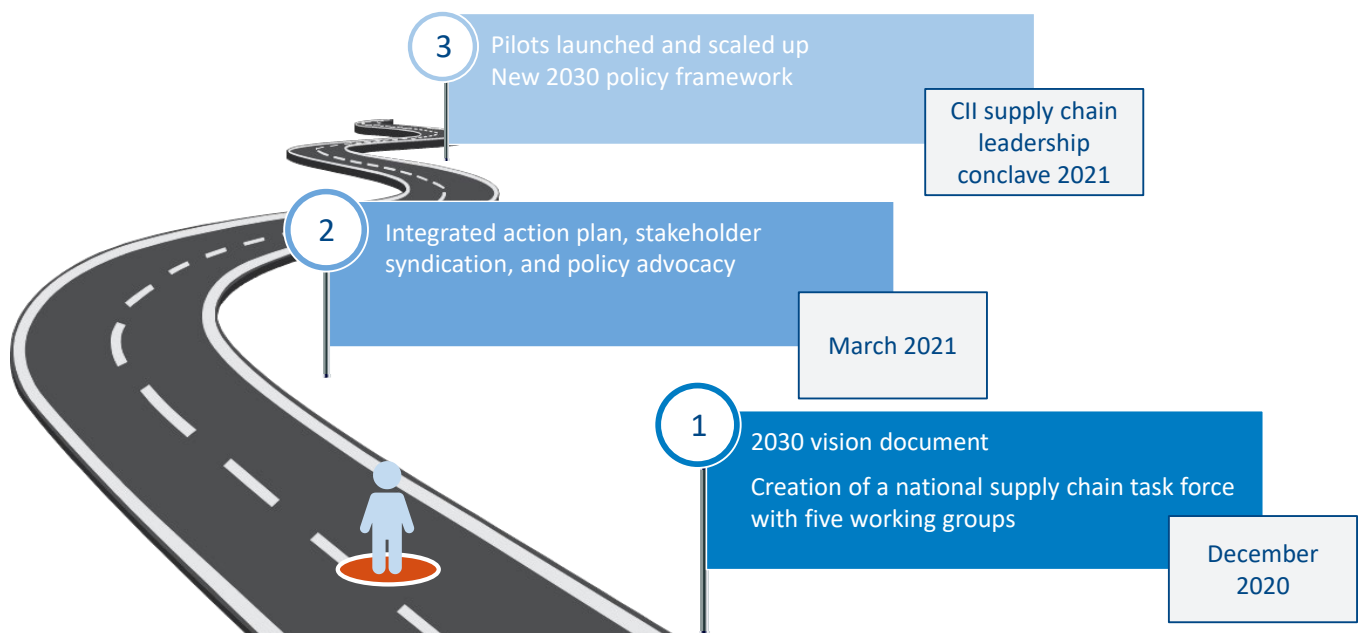 3
Pilots launched and scaled up
New 2030 policy framework
CII supply chain
leadership
conclave 2021
2
Integrated action plan, stakeholder
syndication, and policy advocacy
March 2021
1
2030 vision document
Creation of a national supply chain task force
with five working groups
December
2020